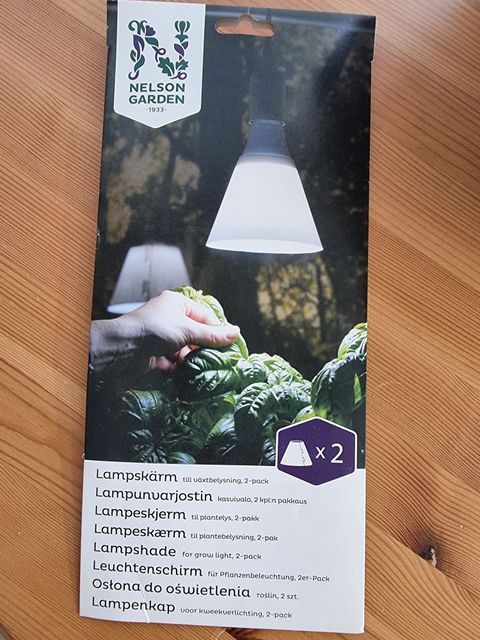 NELSON
GARDEN
·1933·
x 2
Lampskärm till växtbelysning, 2-pack
Lampunvarjostin kasvivalo, 2 kpl:n pakkaus
Lampeskjerm til plantelys, 2-pakk
Lampeskærm til plantebelysning, 2-pak
Lampshade for grow light, 2-pack
Leuchtenschirm für Pflanzenbeleuchtung, 2er-Pack
Osłona do oświetlenia roślin, 2 szt.
Lampenkap voor kweekverlichting, 2-pack